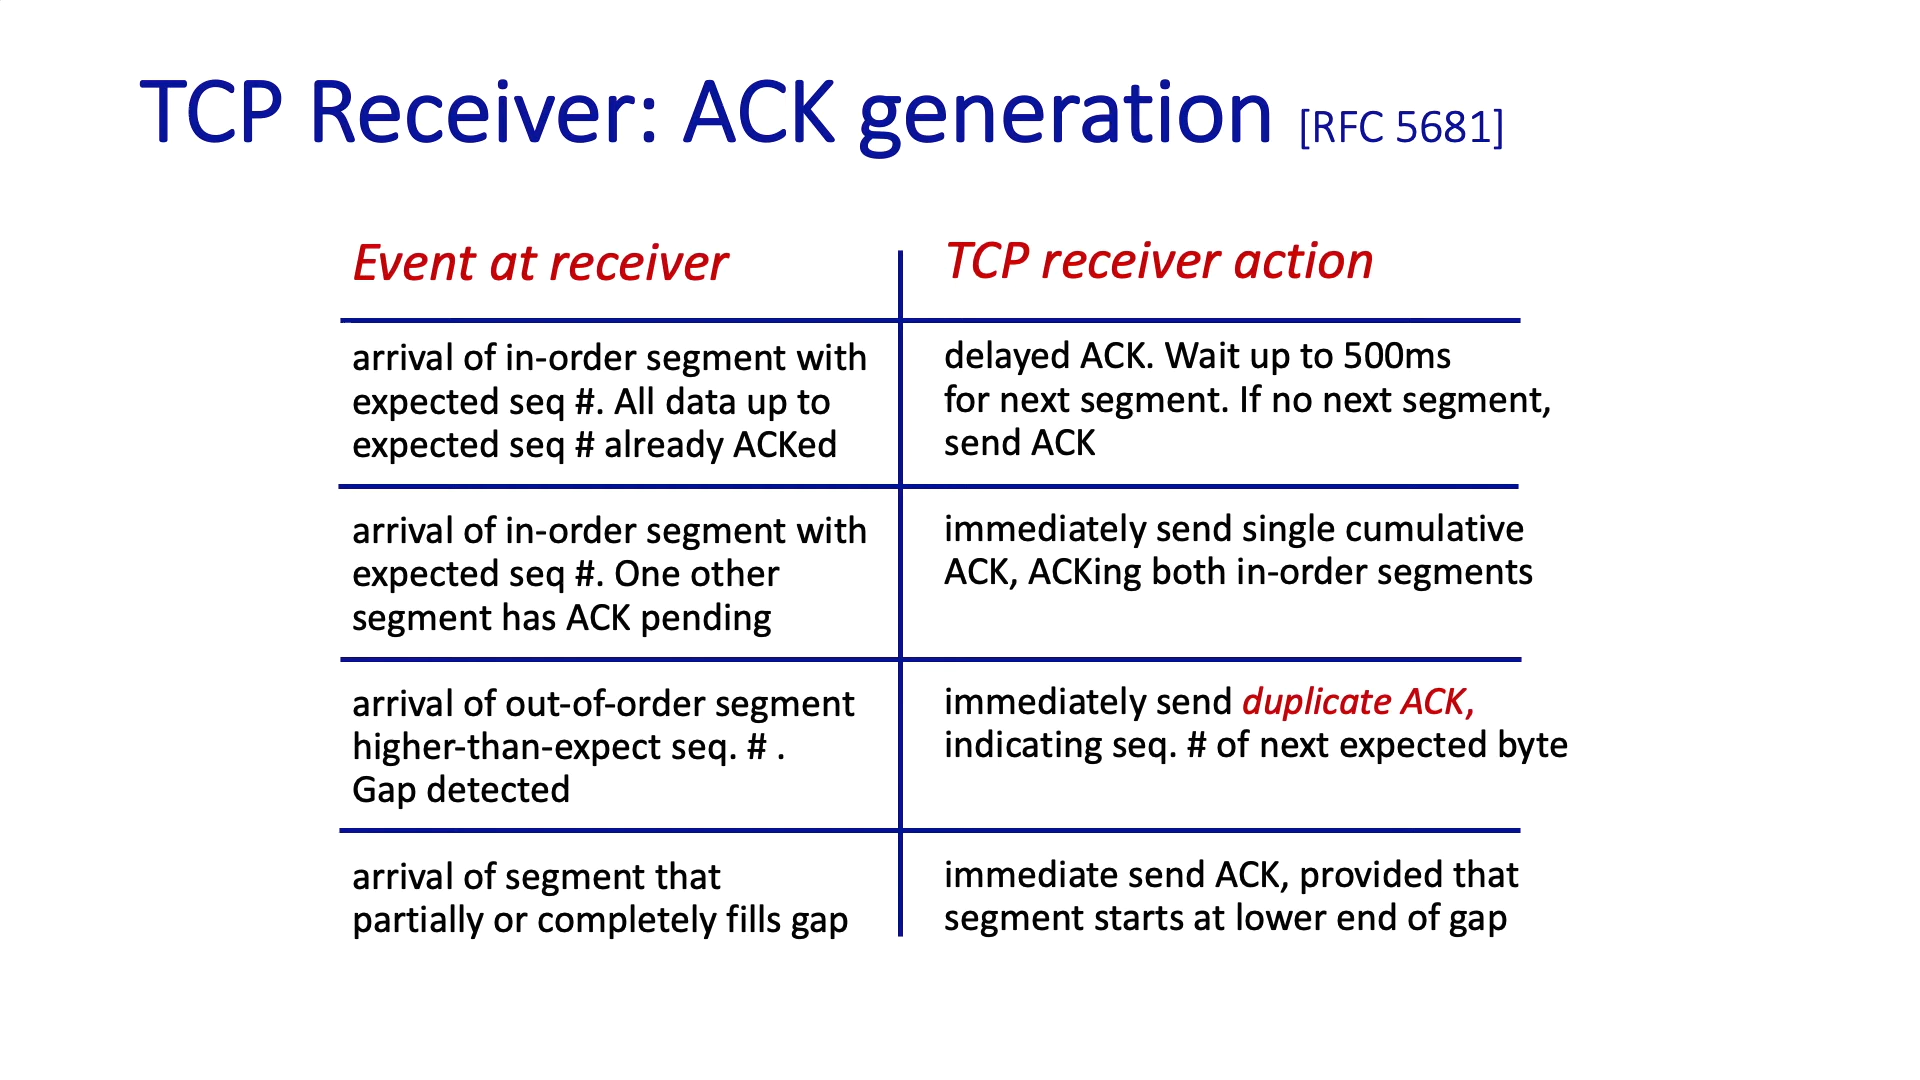 TCP Receiver: ACK generation [RFC 5681]
Event at receiver
TCP receiver action
arrival of in-order segment with
expected seq #. All data up to
expected seq # already ACKed
delayed ACK. Wait up to 500ms
for next segment. If no next segment,
send ACK
arrival of in-order segment with
expected seq #. One other
segment has ACK pending
immediately send single cumulative
ACK, ACKing both in-order segments
arrival of out-of-order segment
higher-than-expect seq. # .
Gap detected
immediately send duplicate ACK,
indicating seq. # of next expected byte
arrival of segment that
partially or completely fills gap
immediate send ACK, provided that
segment starts at lower end of gap